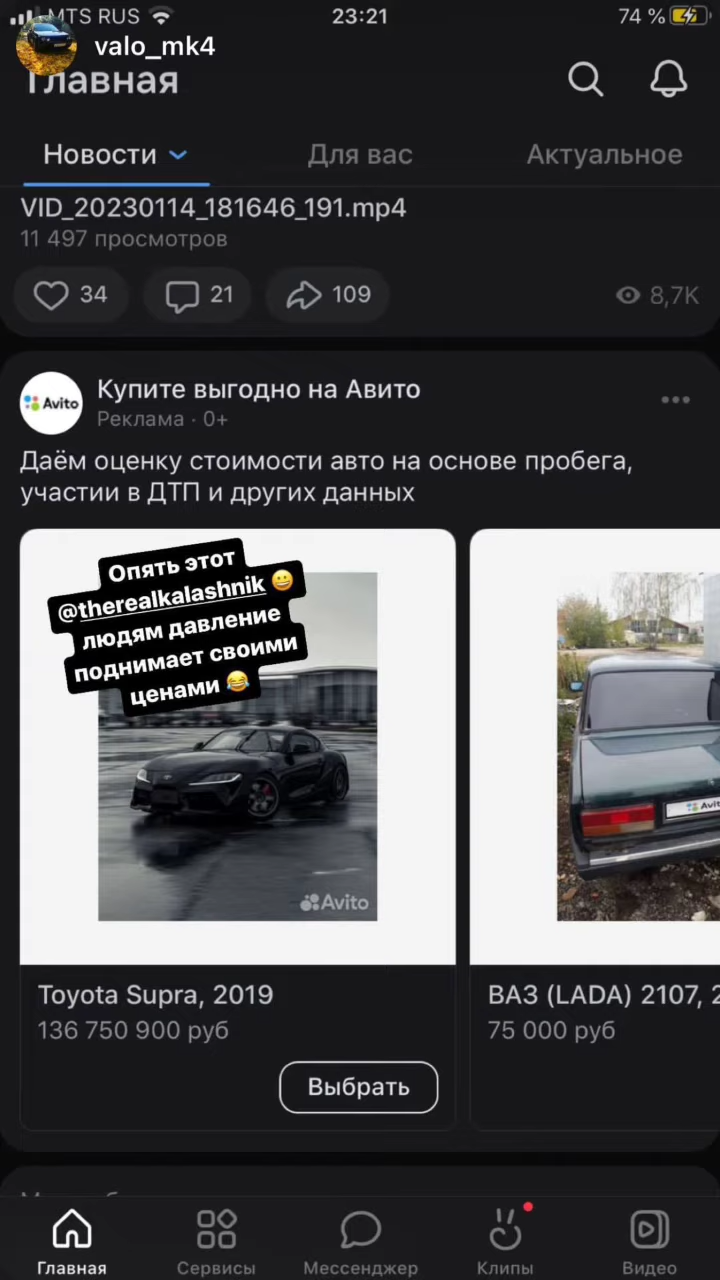 MTS RUS
23:21
74 %
valo_mk4
Главная
Новости
Для вас
Актуальное
VID_20230114_181646_191.mp4
11 497 просмотров
34
21
109
8,7K
Avito
Купите выгодно на Авито
Реклама · 0+
Даём оценку стоимости авто на основе пробега,
участии в ДТП и других данных
Опять этот
@therealkalashnik 😀
людям давление
поднимает своими
ценами 😂
Avito
Avito
Toyota Supra, 2019
136 750 900 руб
Выбрать
ВАЗ (LADA) 2107, 2
75 000 руб
Главная
Сервисы
Мессенджер
Клипы
Видео